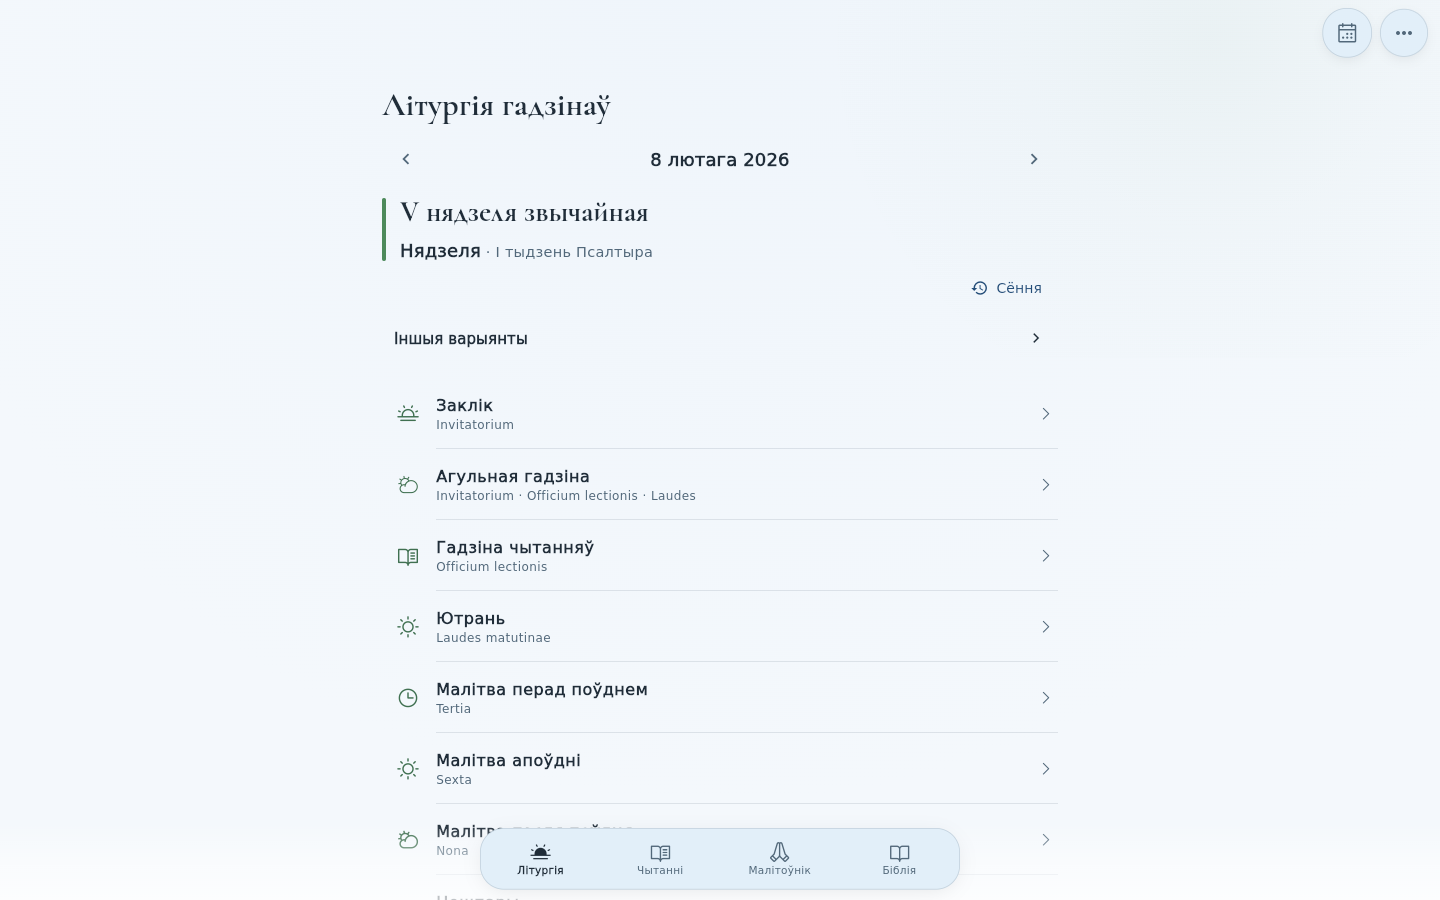 Літургія гадзінаў
8 лютага 2026
V нядзеля звычайная
Нядзеля · I тыдзень Псалтыра
Сёння
Іншыя варыянты
Заклік
Invitatorium
Агульная гадзіна
Invitatorium · Officium lectionis · Laudes
Гадзіна чытанняў
Officium lectionis
Ютрань
Laudes matutinae
Малітва перад поўднем
Tertia
Малітва апоўдні
Sexta
Малітва
Nona
Літургія
Чытанні
Малітоўнік
Біблія